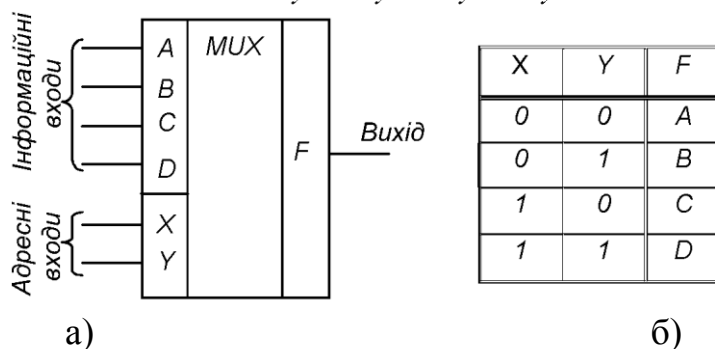 Інформаційні входи
A MUX
B
C
D
F Вихід
Адресні входи
X
Y
X Y F
0 0 A
0 1 B
1 0 C
1 1 D
а) б)